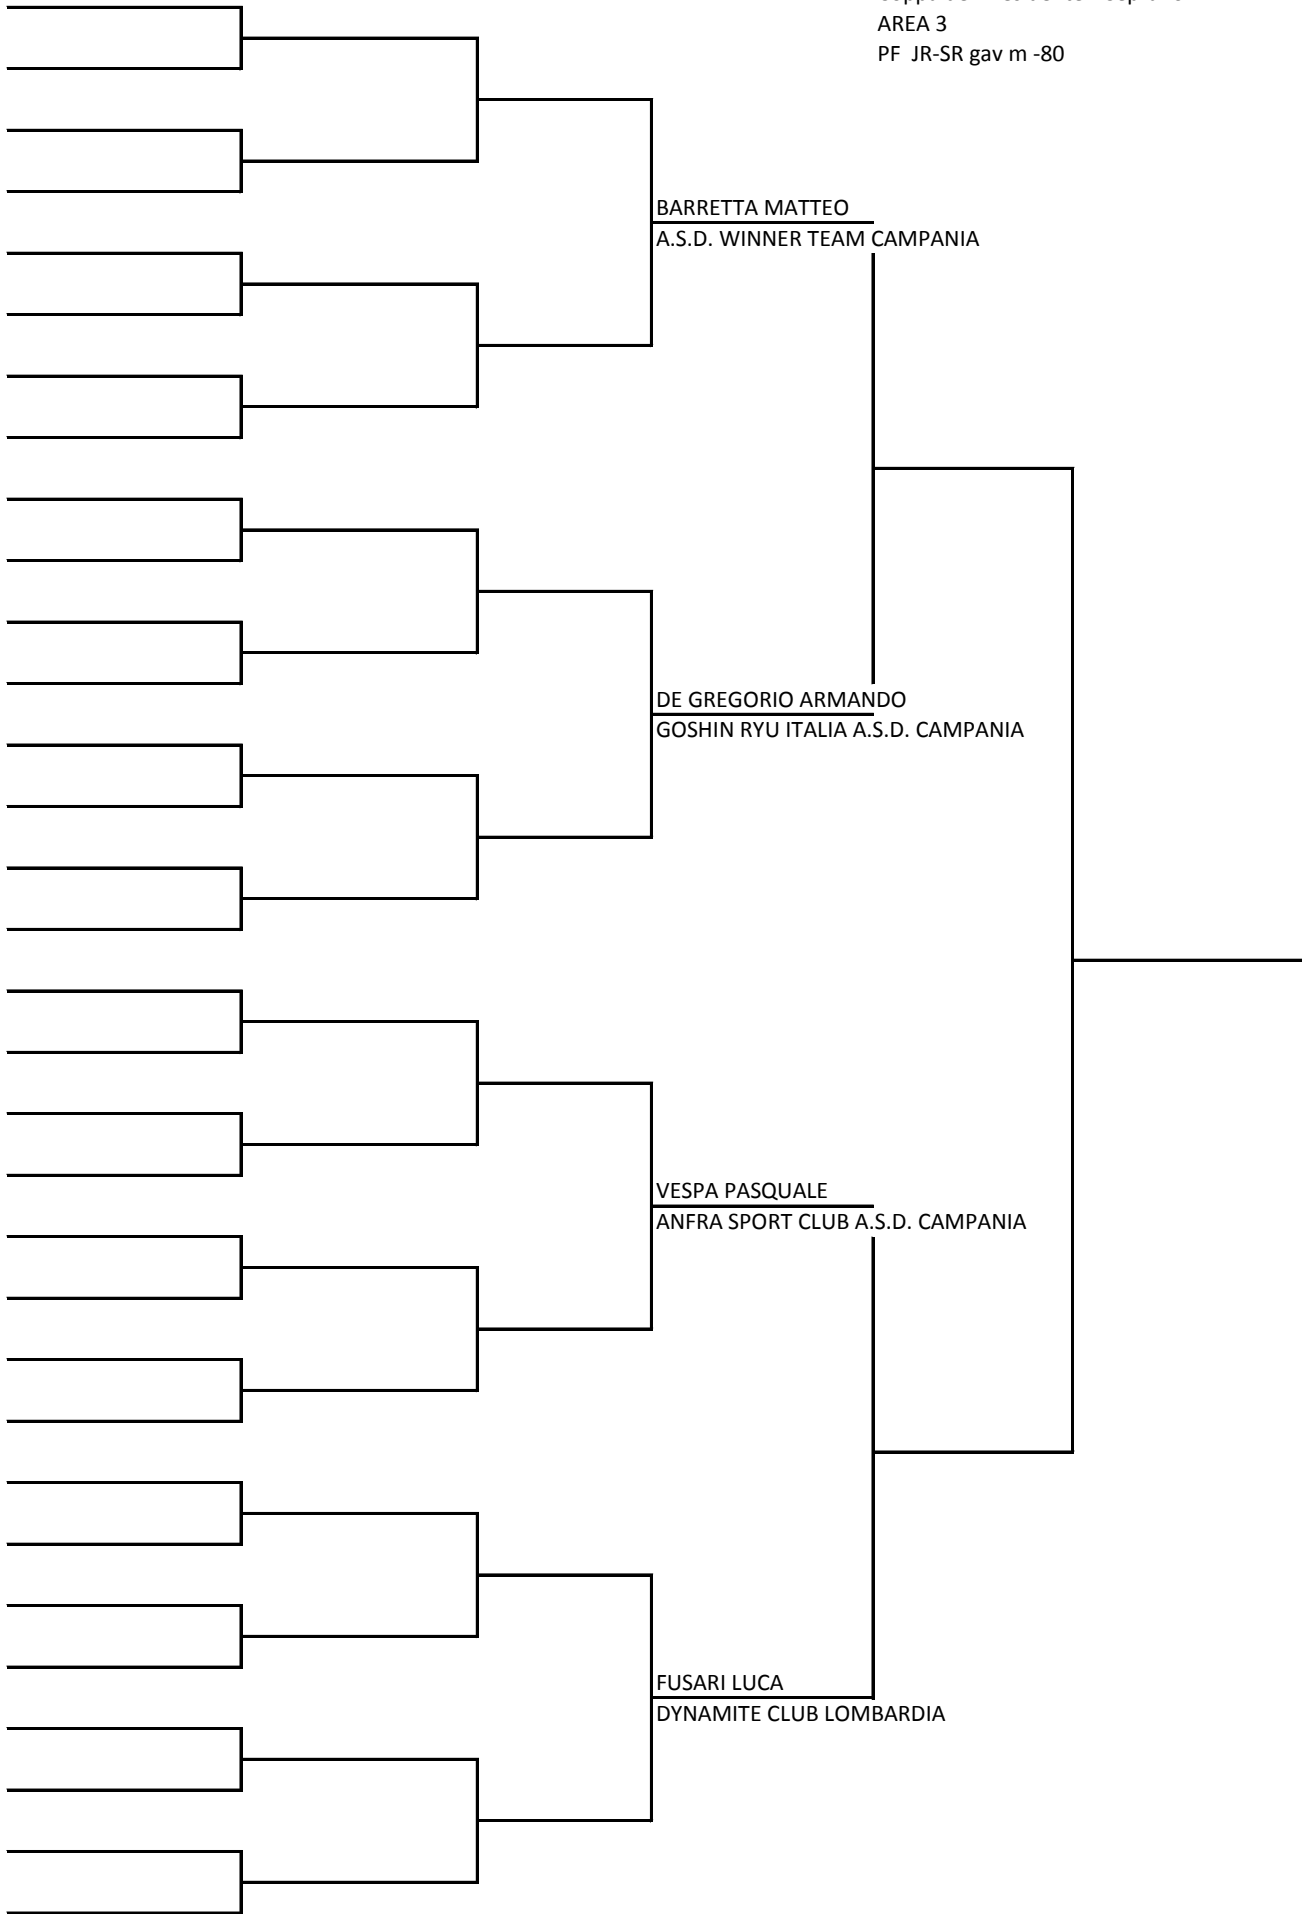 AREA 3
PF JR-SR gav m -80
BARRETTA MATTEO
A.S.D. WINNER TEAM CAMPANIA
DE GREGORIO ARMANDO
GOSHIN RYU ITALIA A.S.D. CAMPANIA
VESPA PASQUALE
ANFRA SPORT CLUB A.S.D. CAMPANIA
FUSARI LUCA
DYNAMITE CLUB LOMBARDIA